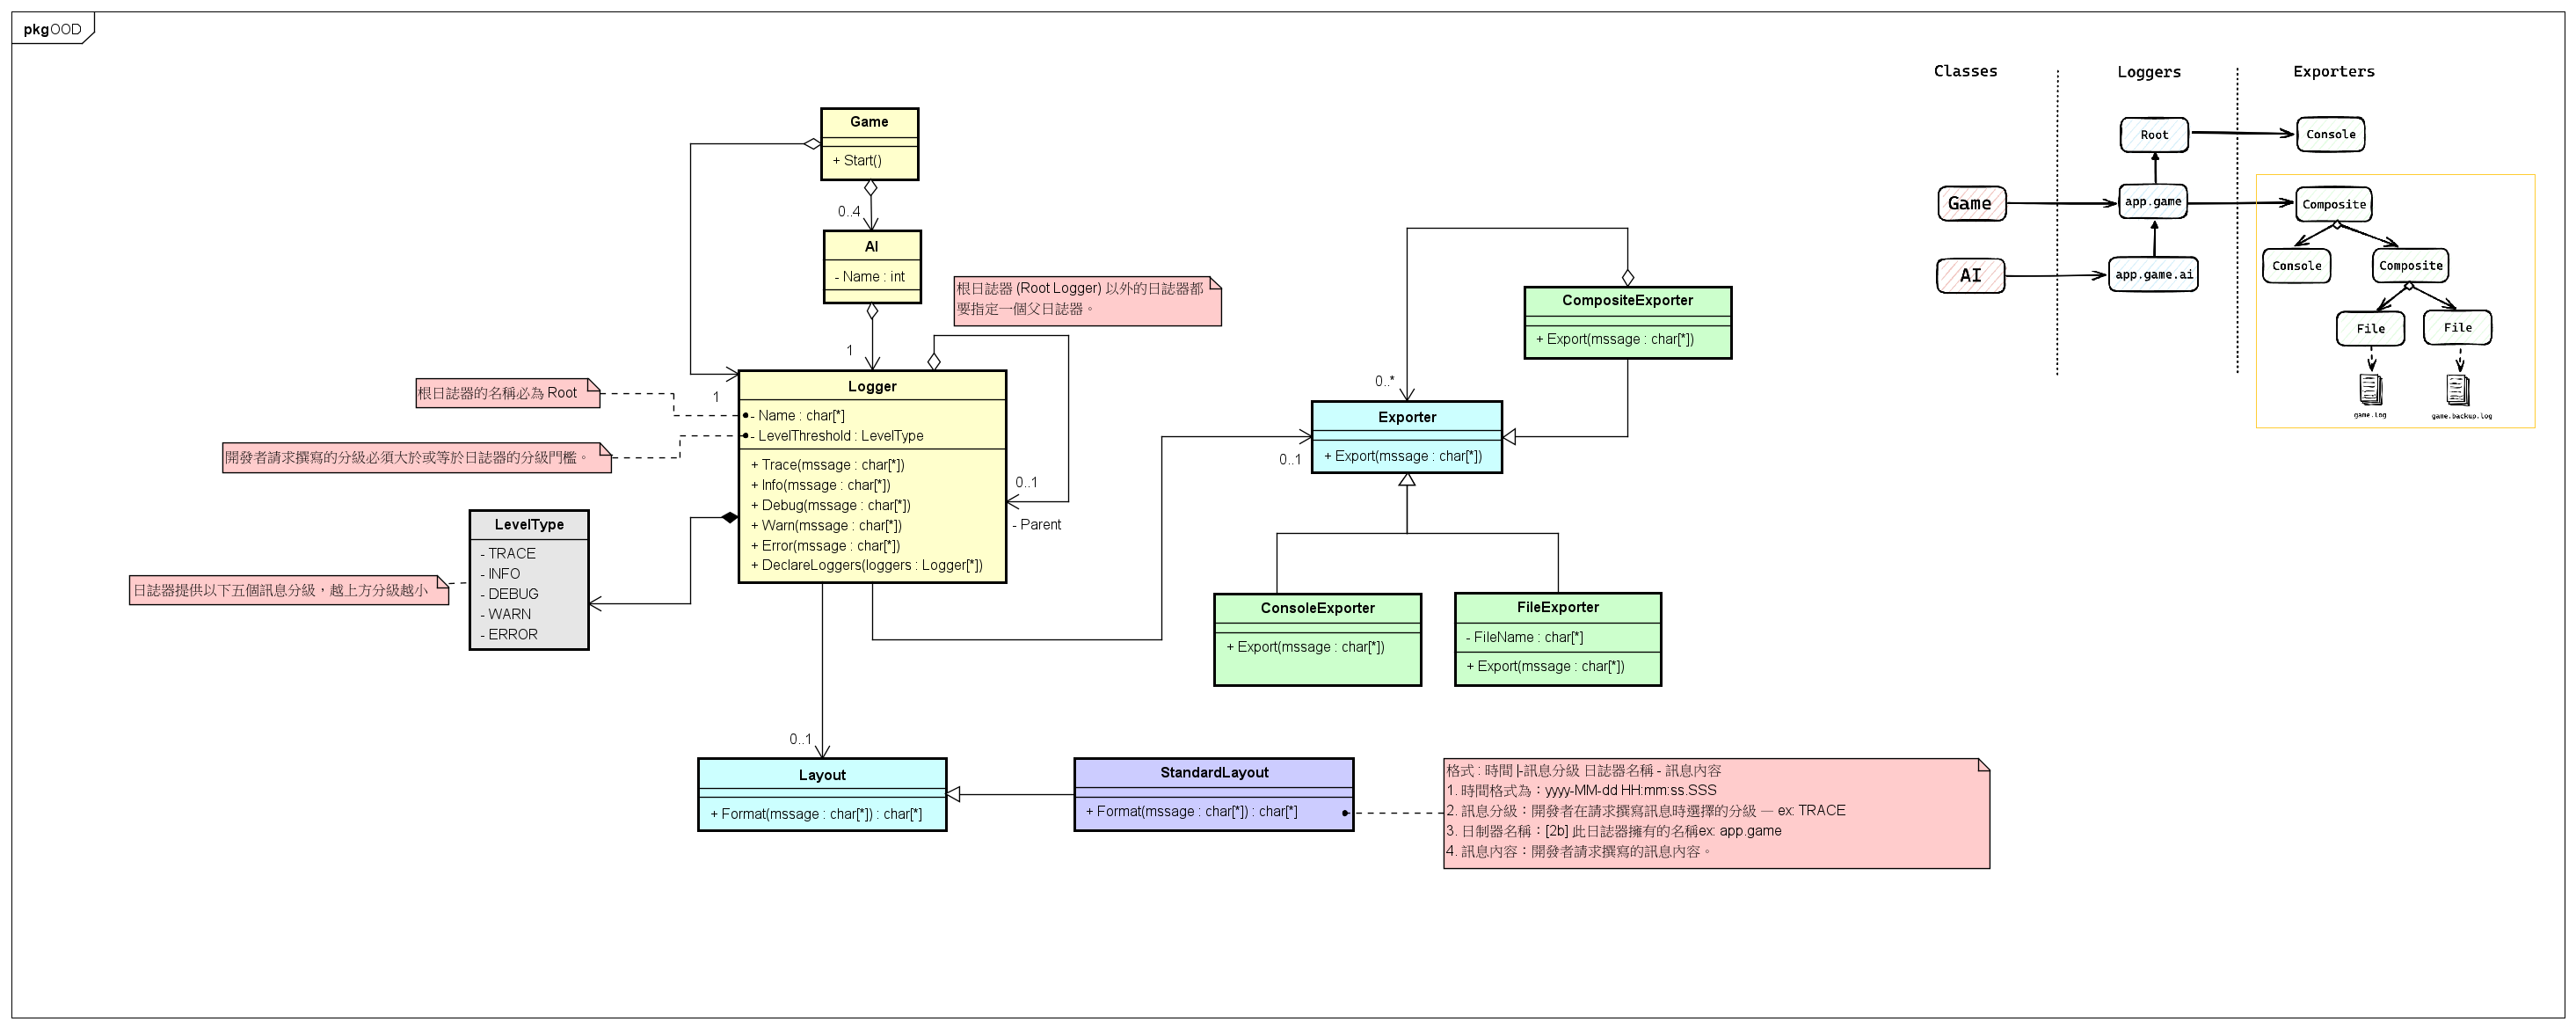 pkg OOD
Game
+ Start()
0..4
AI
- Name : int
1
1
根日誌器 (Root Logger) 以外的日誌器都
要指定一個父日誌器。
根日誌器的名稱必為 Root
開發者請求撰寫的分級必須大於或等於日誌器的分級門檻。
Logger
- Name : char[*]
- LevelThreshold : LevelType
+ Trace(mssage : char[*])
+ Info(mssage : char[*])
+ Debug(mssage : char[*])
+ Warn(mssage : char[*])
+ Error(mssage : char[*])
+ DeclareLoggers(loggers : Logger[*])
0..1
- Parent
LevelType
- TRACE
- INFO
- DEBUG
- WARN
- ERROR
日誌器提供以下五個訊息分級，越上方分級越小
CompositeExporter
+ Export(mssage : char[*])
0..*
Exporter
+ Export(mssage : char[*])
0..1
ConsoleExporter
+ Export(mssage : char[*])
FileExporter
- FileName : char[*]
+ Export(mssage : char[*])
0..1
Layout
+ Format(mssage : char[*]) : char[*]
StandardLayout
+ Format(mssage : char[*]) : char[*]
格式 : 時間 |-訊息分級 日誌器名稱 - 訊息內容
1. 時間格式為：yyyy-MM-dd HH:mm:ss.SSS
2. 訊息分級：開發者在請求撰寫訊息時選擇的分級 — ex: TRACE
3. 日制器名稱：[2b] 此日誌器擁有的名稱ex: app.game
4. 訊息內容：開發者請求撰寫的訊息內容。
Classes
Loggers
Exporters
Root
Console
Game
app.game
Composite
AI
app.game.ai
Console
Composite
File
File
game.log
game.backup.log